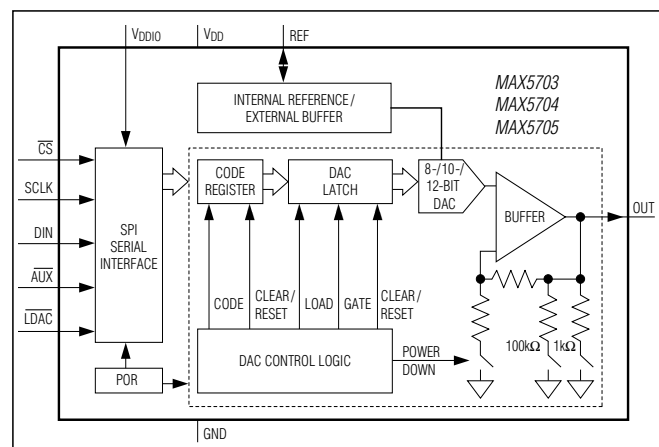 VDDIO
VDD
REF
INTERNAL REFERENCE /
EXTERNAL BUFFER
MAX5703
MAX5704
MAX5705
CS
SCLK
DIN
AUX
LDAC
SPI
SERIAL
INTERFACE
POR
CODE
REGISTER
DAC
LATCH
8-/10-/
12-BIT
DAC
BUFFER
OUT
CODE
CLEAR /
RESET
LOAD
GATE
CLEAR /
RESET
DAC CONTROL LOGIC
POWER
DOWN
100kΩ
1kΩ
GND